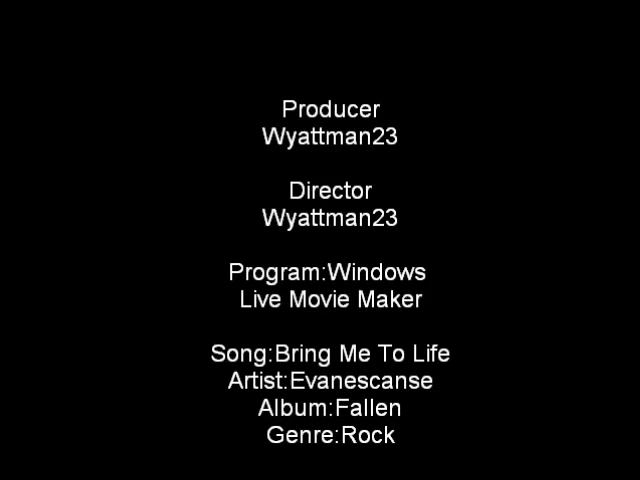 Producer
Wyattman23
Director
Wyattman23
Program:Windows
Live Movie Maker
Song:Bring Me To Life
Artist:Evanescanse
Album:Fallen
Genre:Rock